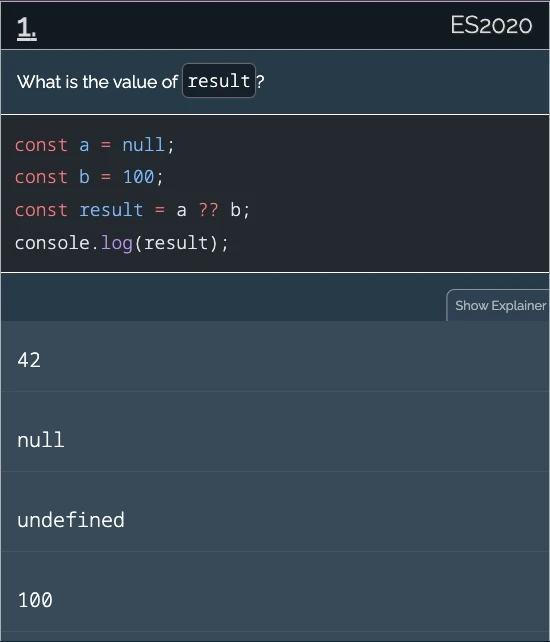 1.
ES2020
What is the value of result?
const a = null;
const b = 100;
const result = a ?? b;
console.log(result);
Show Explainer
42
null
undefined
100